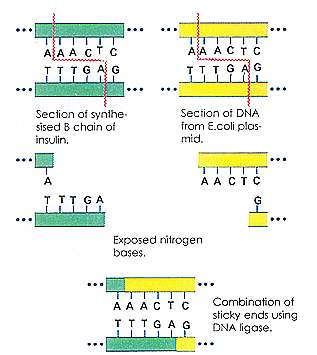 A A A C T C
T T T G A G
A A A C T C
T T T G A G
Section of synthe-
sised B chain of
insulin.
Section of DNA
from E.coli plas-
mid.
A
T T T G A
A A C T C
G
Exposed nitrogen
bases.
A A A C T C
T T T G A G
Combination of
sticky ends using
DNA ligase.